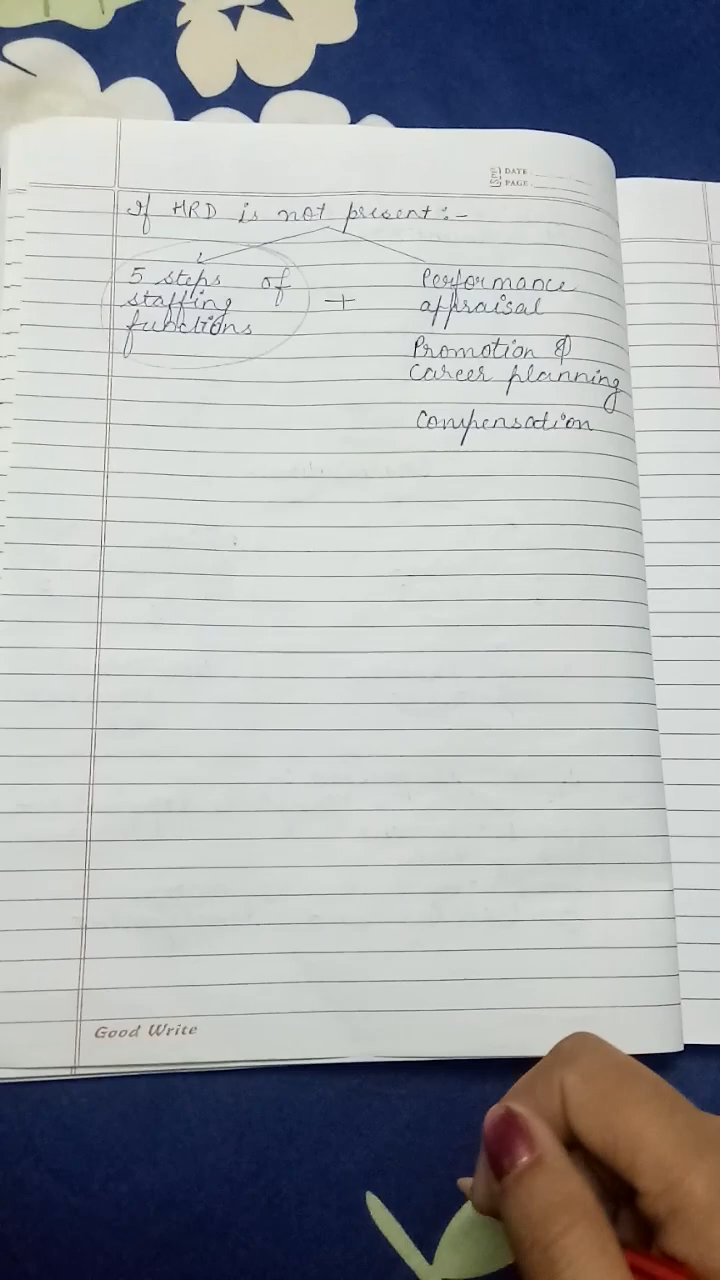 DATE
PAGE
If HRD is not present :-
5 steps of
staffing
functions
+
Performance
appraisal
Promotion &
career planning
Compensation
Good Write